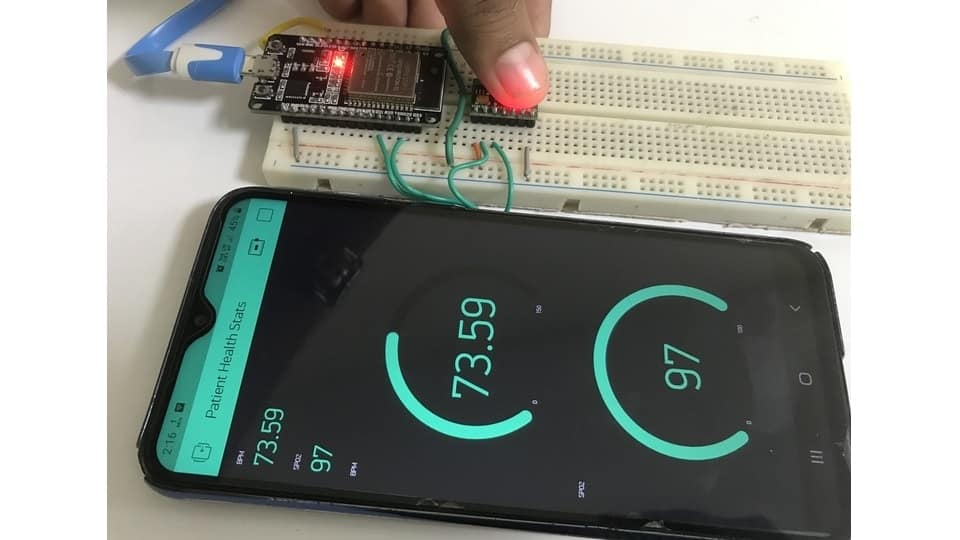 2:16
45%
Patient Health Stats
BPM
73.59
SPO2
97
BPM
73.59
0
150
SPO2
97
0
100